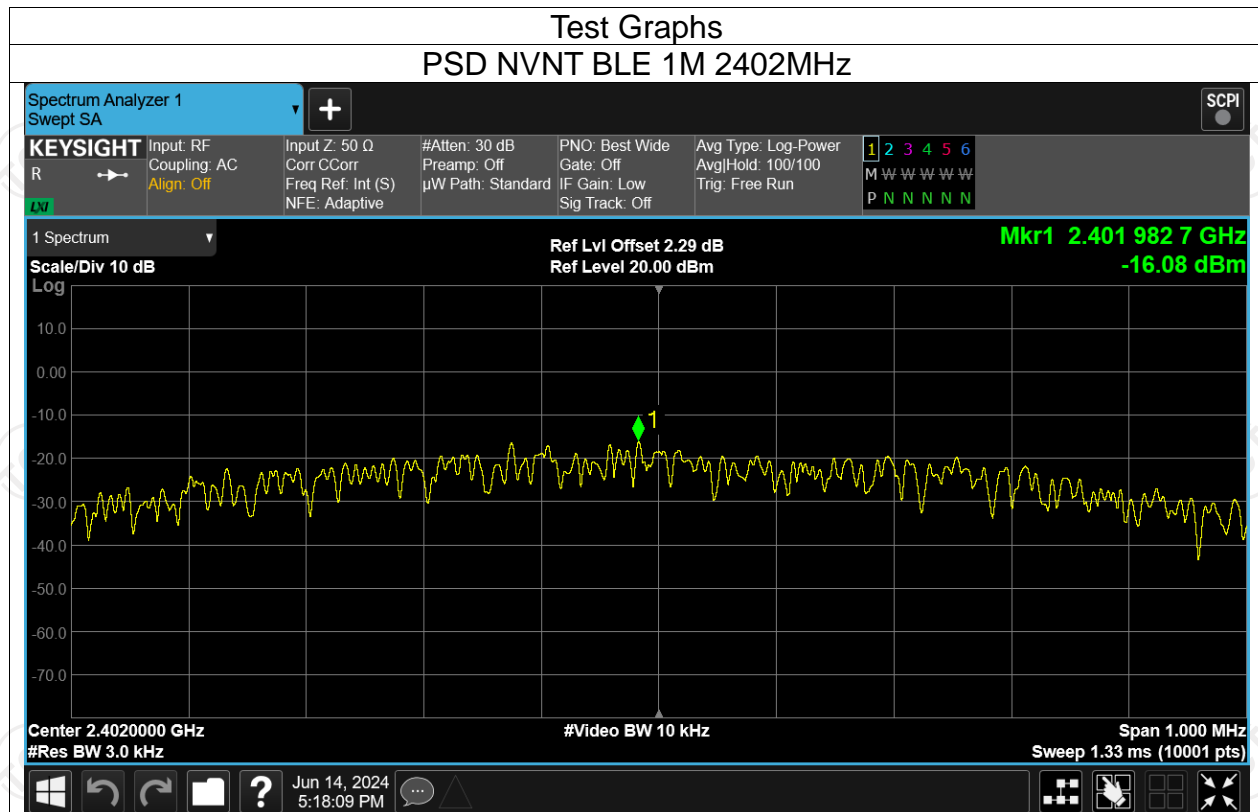 Test Graphs
PSD NVNT BLE 1M 2402MHz
Spectrum Analyzer 1
Swept SA
+
SCPI
KEYSIGHT
R
LXI
Input: RF
Coupling: AC
Align: Off
Input Z: 50 Ω
Corr CCorr
Freq Ref: Int (S)
NFE: Adaptive
#Atten: 30 dB
Preamp: Off
µW Path: Standard
PNO: Best Wide
Gate: Off
IF Gain: Low
Sig Track: Off
Avg Type: Log-Power
Avg|Hold: 100/100
Trig: Free Run
1 2 3 4 5 6
M W W W W W
P N N N N N
1 Spectrum
Scale/Div 10 dB
Ref Lvl Offset 2.29 dB
Ref Level 20.00 dBm
Mkr1 2.401 982 7 GHz
-16.08 dBm
Log
10.0
0.00
-10.0
-20.0
-30.0
-40.0
-50.0
-60.0
-70.0
1
Center 2.4020000 GHz
#Video BW 10 kHz
Span 1.000 MHz
#Res BW 3.0 kHz
Sweep 1.33 ms (10001 pts)
?
Jun 14, 2024
5:18:09 PM